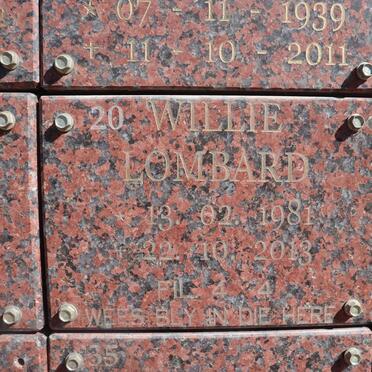 * 07 - 11 - 1939
+ 11 - 10 - 2011
20 WILLIE
LOMBARD
* 13. 02. 1981
+ 22. 10. 2013
FIL. 4 : 4
WEES BLY IN DIE HERE
35